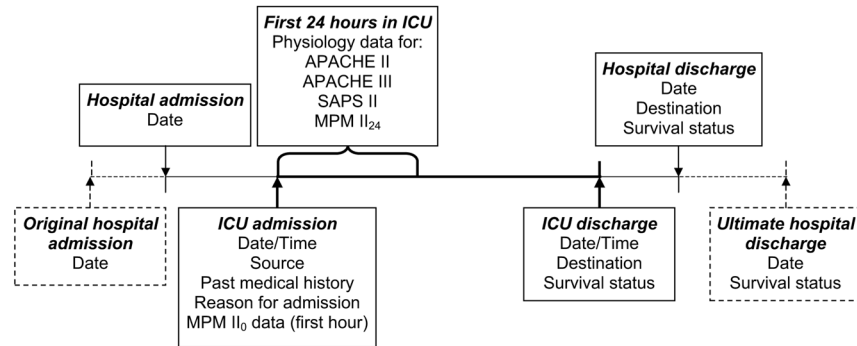 First 24 hours in ICU
Physiology data for:
APACHE II
APACHE III
SAPS II
MPM II₂₄
Hospital admission
Date
Hospital discharge
Date
Destination
Survival status
Original hospital
admission
Date
ICU admission
Date/Time
Source
Past medical history
Reason for admission
MPM II₀ data (first hour)
ICU discharge
Date/Time
Destination
Survival status
Ultimate hospital
discharge
Date
Survival status